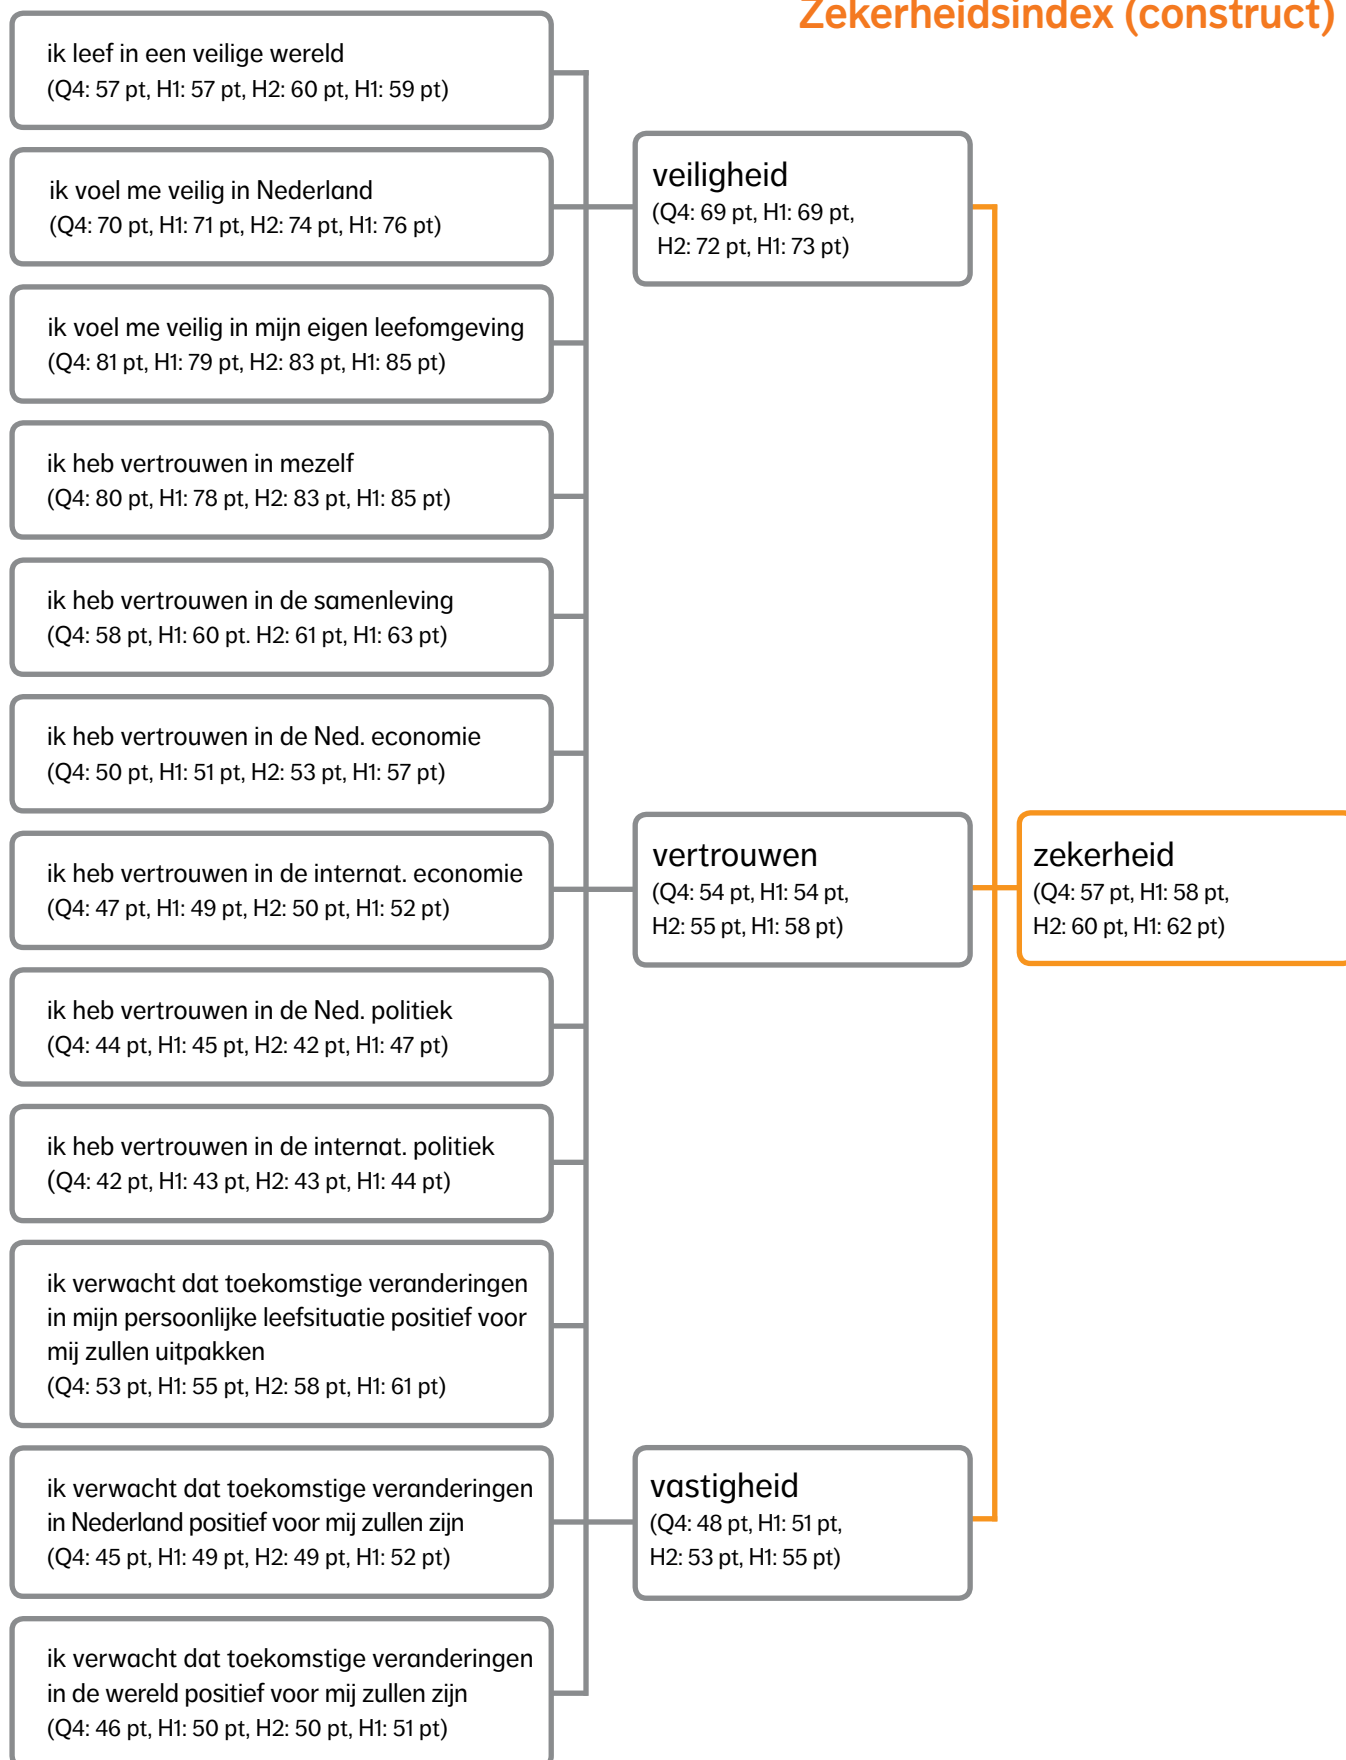 Zekerheidsindex (construct)
ik leef in een veilige wereld
(Q4: 57 pt, H1: 57 pt, H2: 60 pt, H1: 59 pt)
ik voel me veilig in Nederland
(Q4: 70 pt, H1: 71 pt, H2: 74 pt, H1: 76 pt)
ik voel me veilig in mijn eigen leefomgeving
(Q4: 81 pt, H1: 79 pt, H2: 83 pt, H1: 85 pt)
ik heb vertrouwen in mezelf
(Q4: 80 pt, H1: 78 pt, H2: 83 pt, H1: 85 pt)
ik heb vertrouwen in de samenleving
(Q4: 58 pt, H1: 60 pt. H2: 61 pt, H1: 63 pt)
ik heb vertrouwen in de Ned. economie
(Q4: 50 pt, H1: 51 pt, H2: 53 pt, H1: 57 pt)
ik heb vertrouwen in de internat. economie
(Q4: 47 pt, H1: 49 pt, H2: 50 pt, H1: 52 pt)
ik heb vertrouwen in de Ned. politiek
(Q4: 44 pt, H1: 45 pt, H2: 42 pt, H1: 47 pt)
ik heb vertrouwen in de internat. politiek
(Q4: 42 pt, H1: 43 pt, H2: 43 pt, H1: 44 pt)
ik verwacht dat toekomstige veranderingen
in mijn persoonlijke leefsituatie positief voor
mij zullen uitpakken
(Q4: 53 pt, H1: 55 pt, H2: 58 pt, H1: 61 pt)
ik verwacht dat toekomstige veranderingen
in Nederland positief voor mij zullen zijn
(Q4: 45 pt, H1: 49 pt, H2: 49 pt, H1: 52 pt)
ik verwacht dat toekomstige veranderingen
in de wereld positief voor mij zullen zijn
(Q4: 46 pt, H1: 50 pt, H2: 50 pt, H1: 51 pt)
veiligheid
(Q4: 69 pt, H1: 69 pt,
H2: 72 pt, H1: 73 pt)
vertrouwen
(Q4: 54 pt, H1: 54 pt,
H2: 55 pt, H1: 58 pt)
vastigheid
(Q4: 48 pt, H1: 51 pt,
H2: 53 pt, H1: 55 pt)
zekerheid
(Q4: 57 pt, H1: 58 pt,
H2: 60 pt, H1: 62 pt)